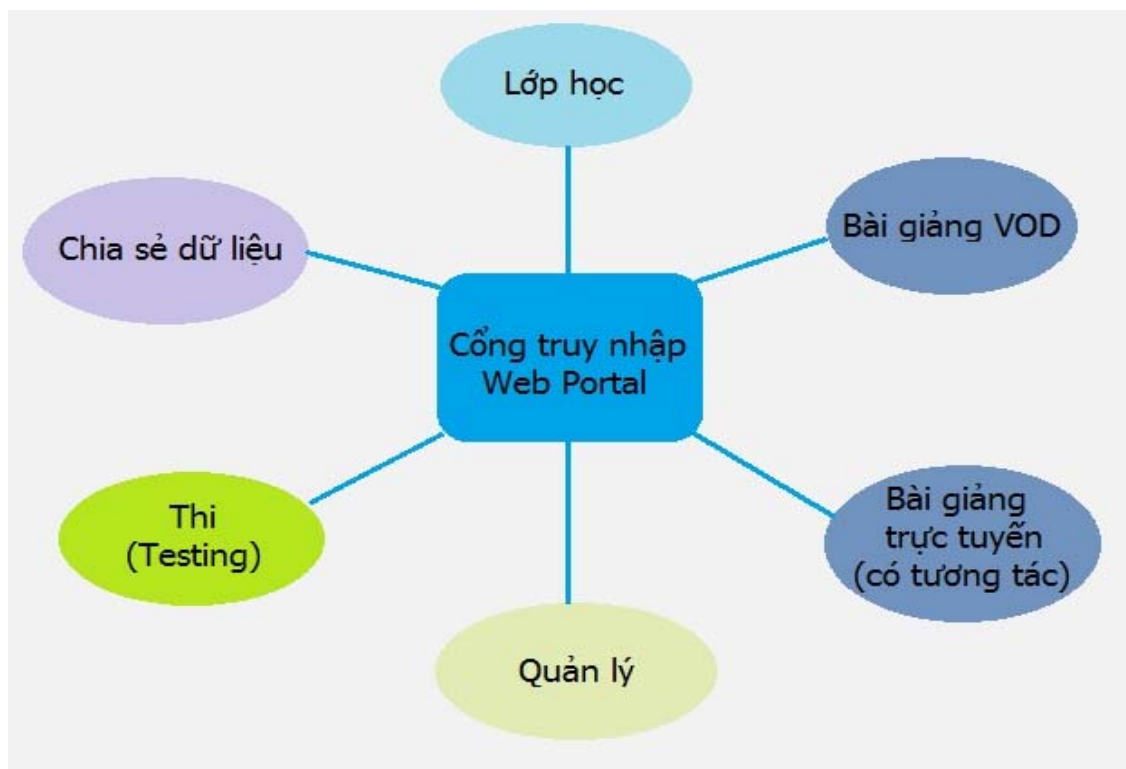 Lớp học
Chia sẻ dữ liệu
Bài giảng VOD
Cổng truy nhập
Web Portal
Thi
(Testing)
Bài giảng
trực tuyến
(có tương tác)
Quản lý